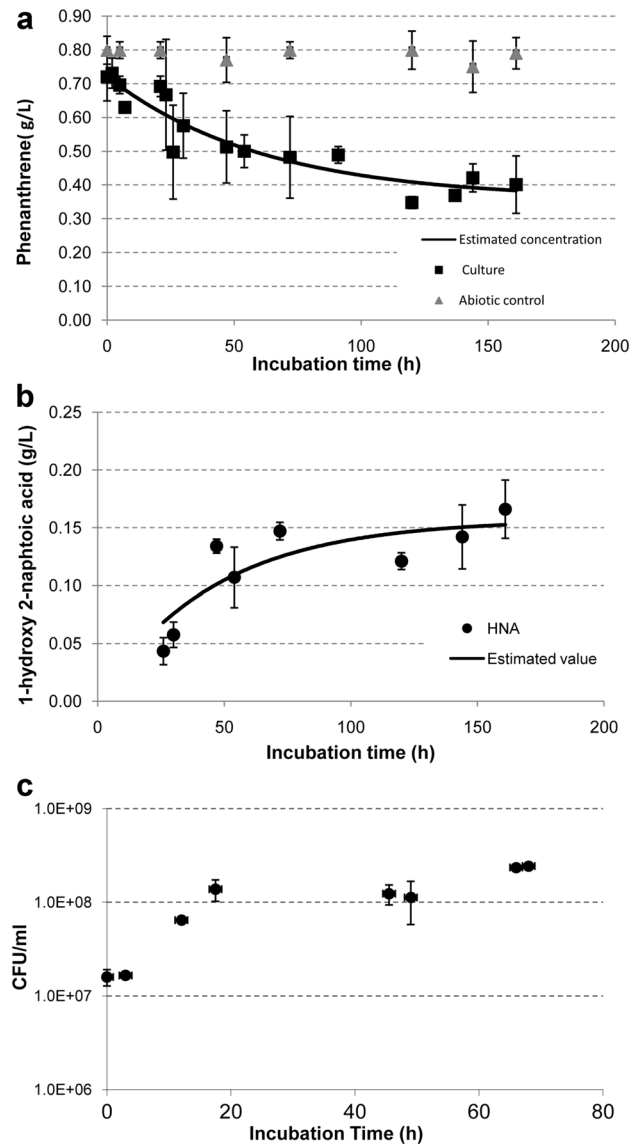 a
Phenanthrene( g/L)
0.90
0.80
0.70
0.60
0.50
0.40
0.30
0.20
0.10
0.00
Estimated concentration
Culture
Abiotic control
0 50 100 150 200
Incubation time (h)
b
1-hydroxy 2-naphtoic acid (g/L)
0.25
0.20
0.15
0.10
0.05
0.00
HNA
Estimated value
0 50 100 150 200
Incubation time (h)
c
CFU/ml
1.0E+09
1.0E+08
1.0E+07
1.0E+06
0 20 40 60 80
Incubation Time (h)